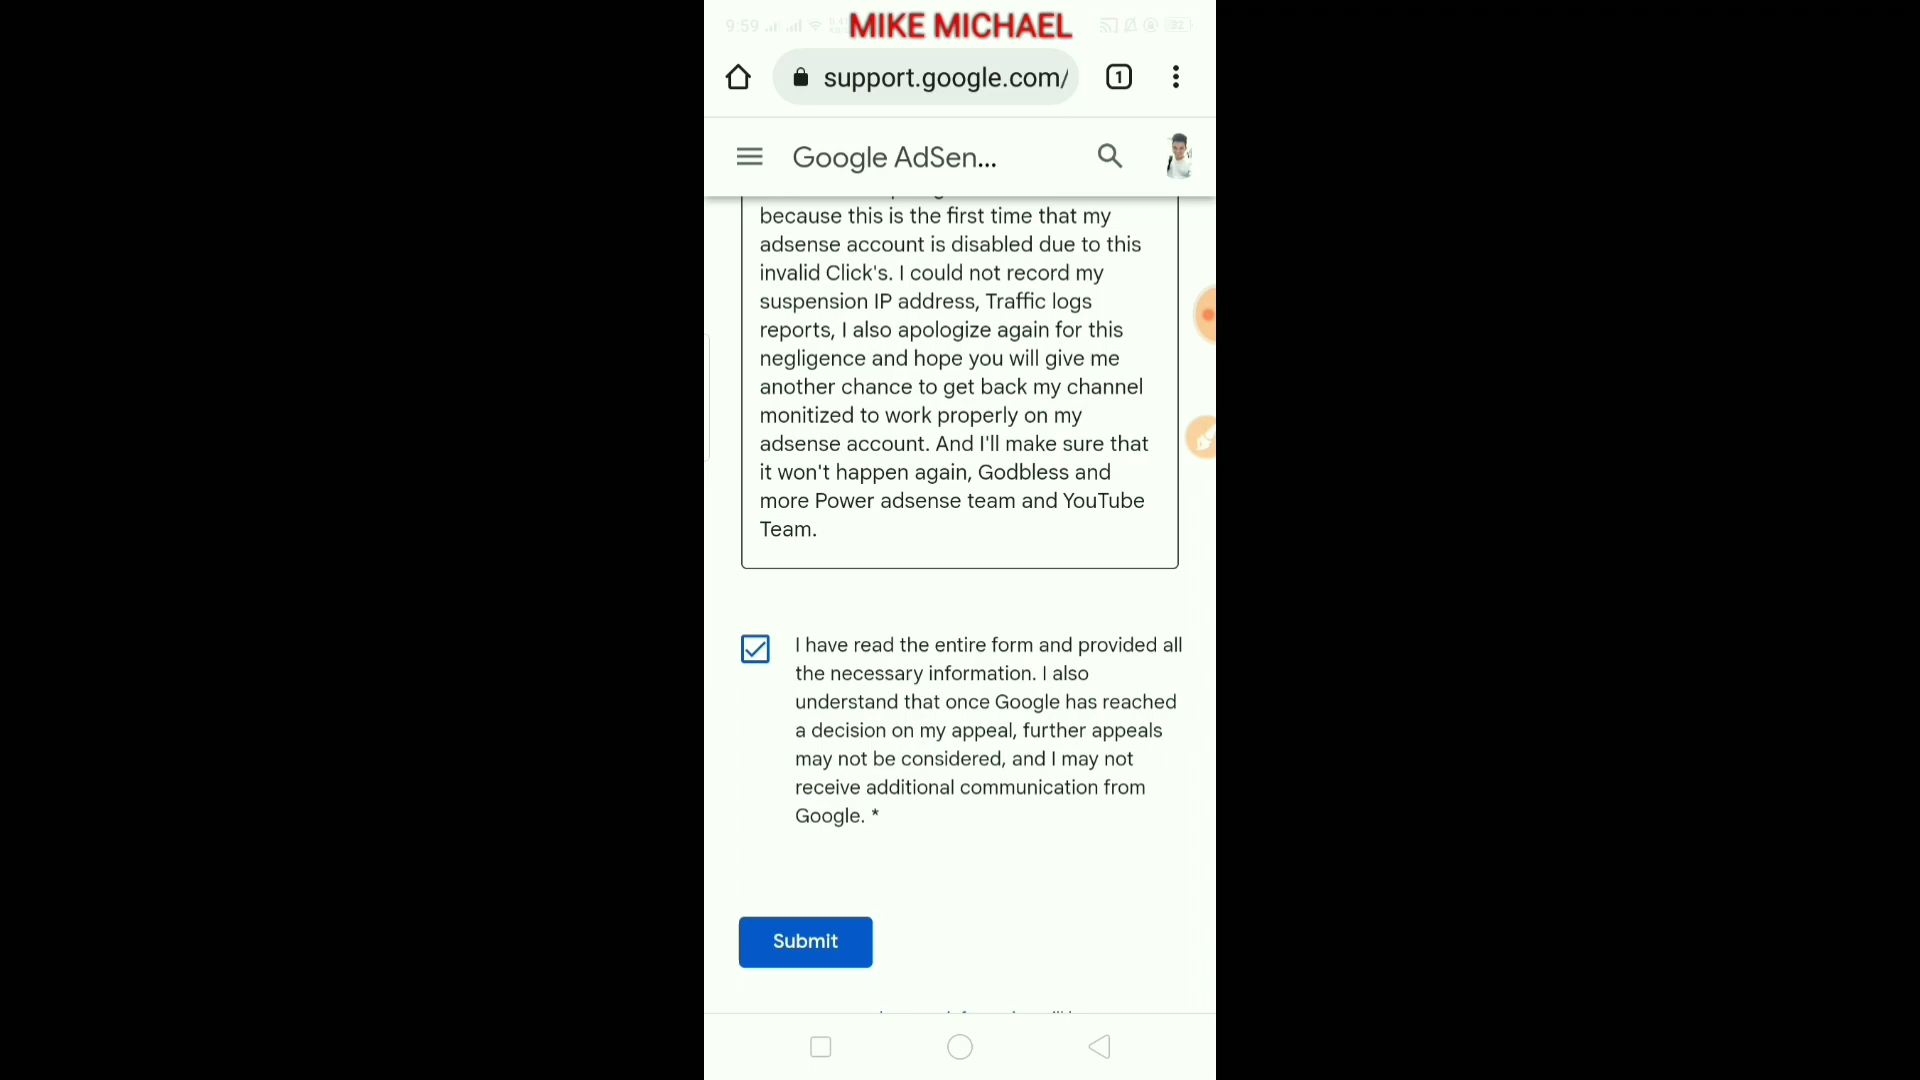 9:59
MIKE MICHAEL
32
support.google.com/
1
Google AdSen...
because this is the first time that my
adsense account is disabled due to this
invalid Click's. I could not record my
suspension IP address, Traffic logs
reports, I also apologize again for this
negligence and hope you will give me
another chance to get back my channel
monitized to work properly on my
adsense account. And I'll make sure that
it won't happen again, Godbless and
more Power adsense team and YouTube
Team.
I have read the entire form and provided all
the necessary information. I also
understand that once Google has reached
a decision on my appeal, further appeals
may not be considered, and I may not
receive additional communication from
Google. *
Submit